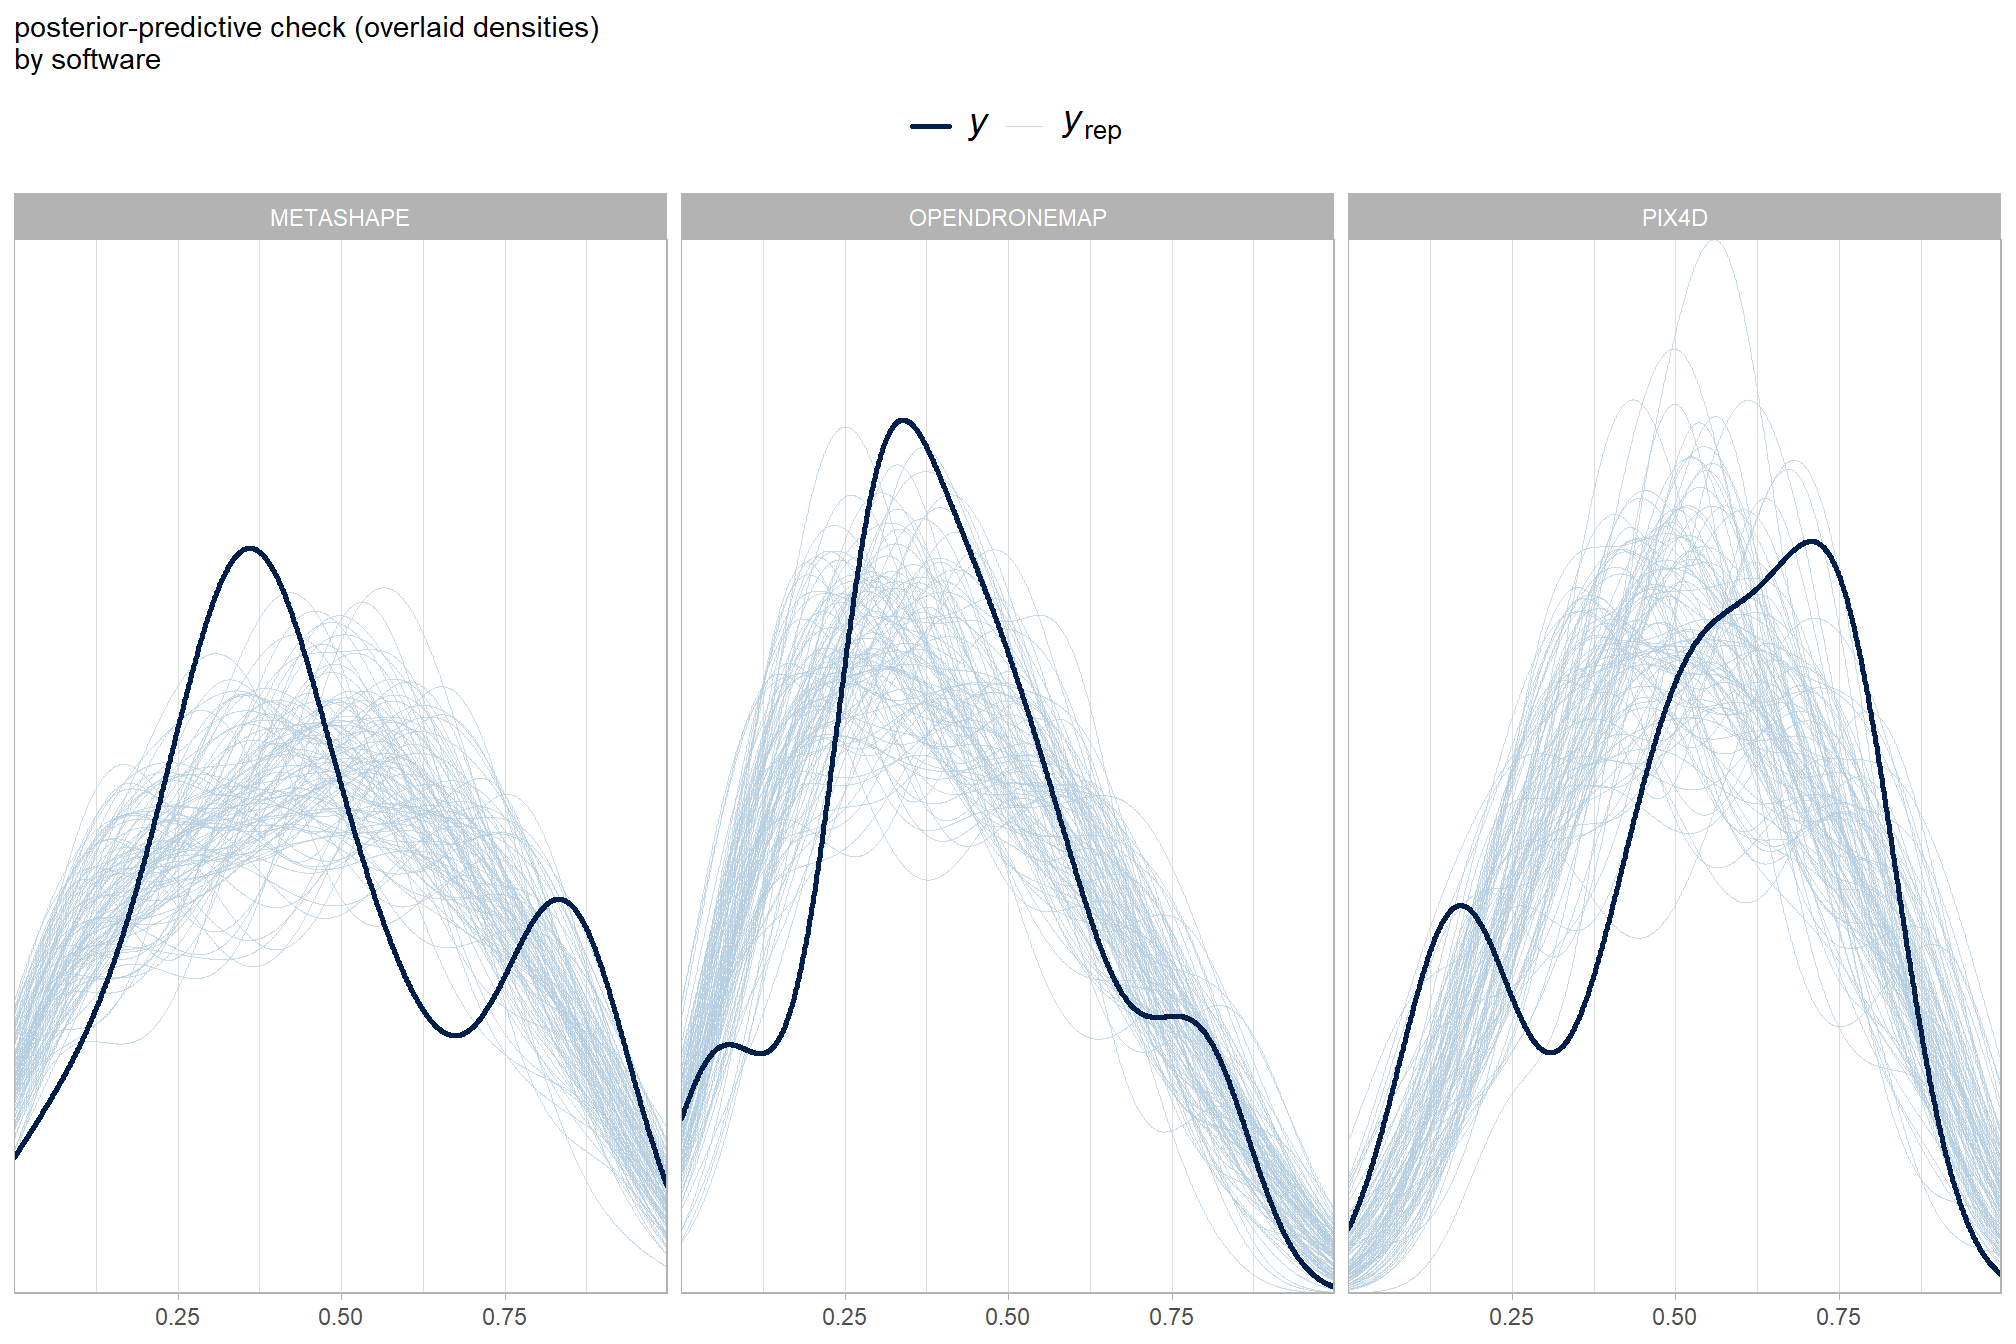 posterior-predictive check (overlaid densities)
by software
y y rep
METASHAPE OPENDRONEMAP PIX4D
0.25 0.50 0.75 0.25 0.50 0.75 0.25 0.50 0.75